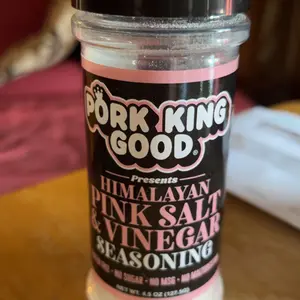 PORK KING
GOOD®
Presents
HIMALAYAN
PINK SALT
& VINEGAR
SEASONING
NO SUGAR • NO MSG • NO
NET WT. 4.5 OZ